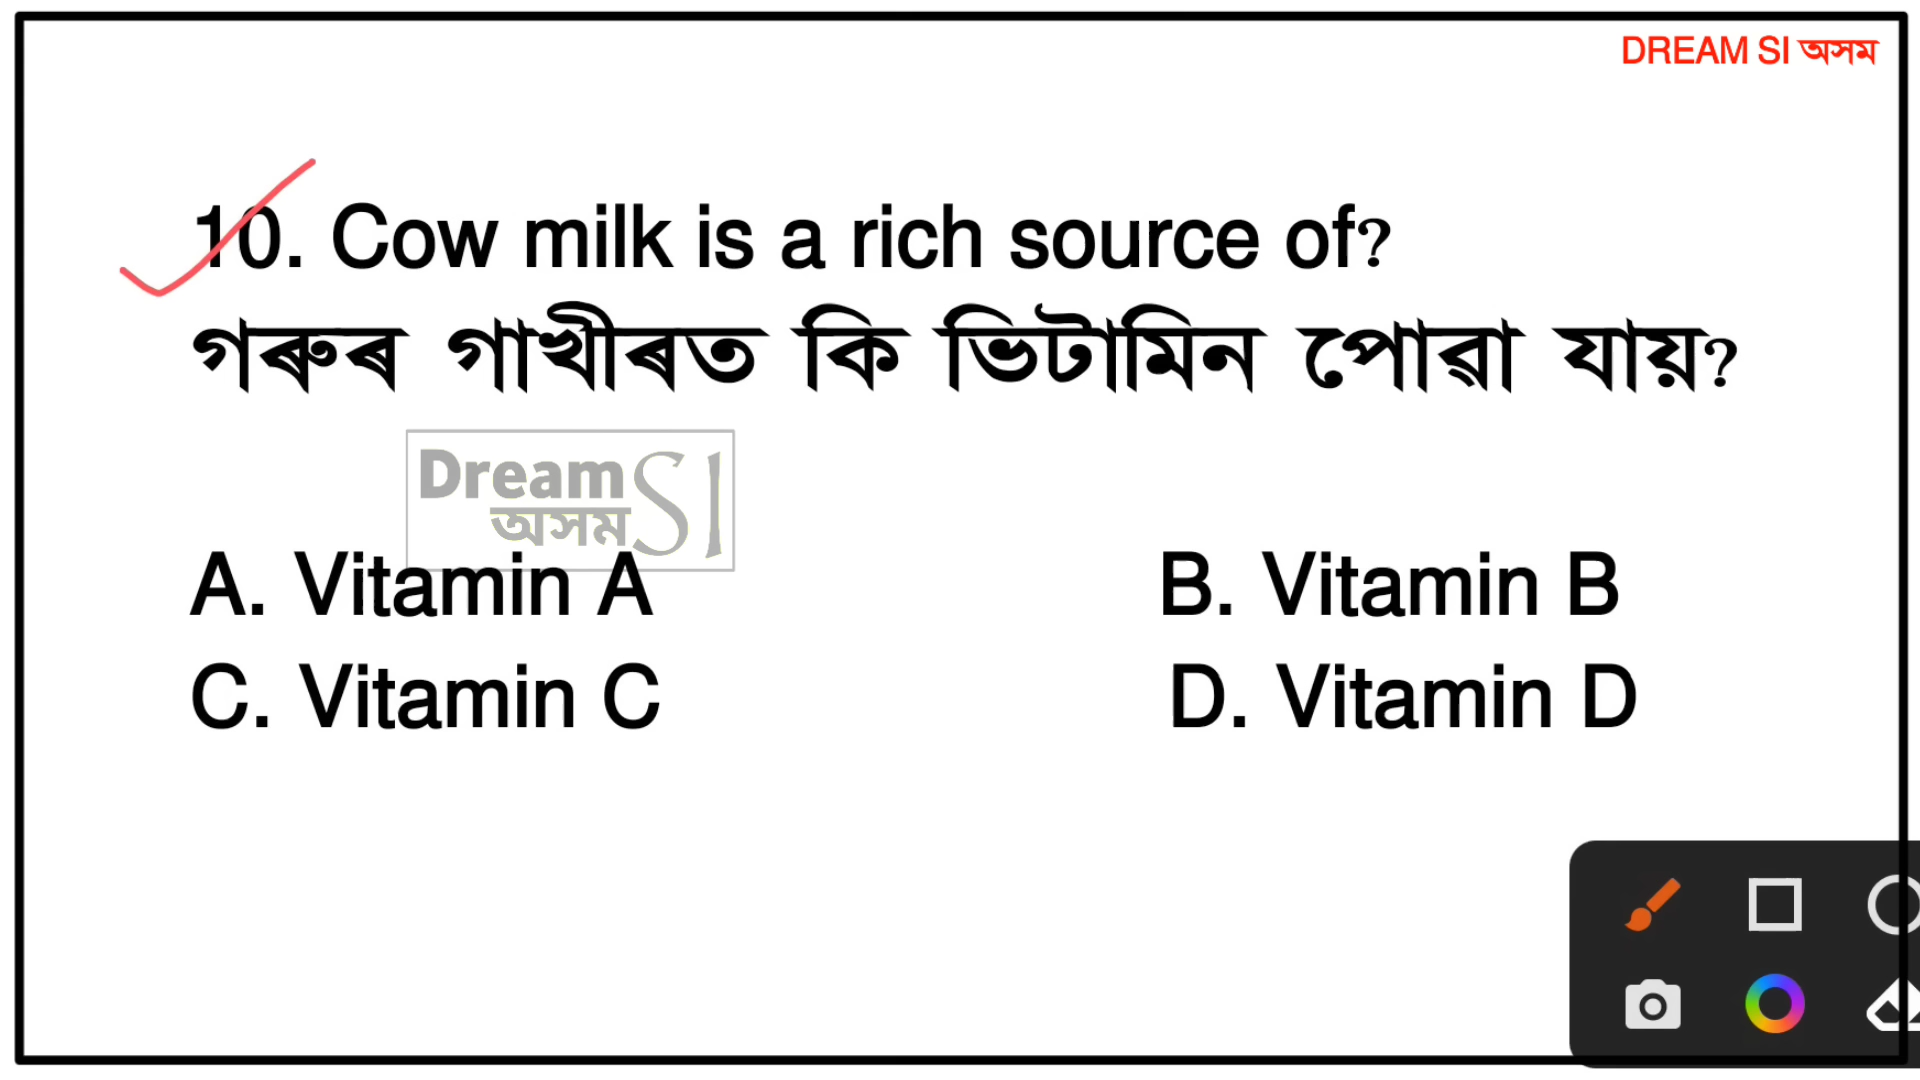 DREAM SI অসম
10. Cow milk is a rich source of?
গৰুৰ গাখীৰত কি ভিটামিন পোৱা যায়?
Dream SI
অসম
A. Vitamin A
B. Vitamin B
C. Vitamin C
D. Vitamin D